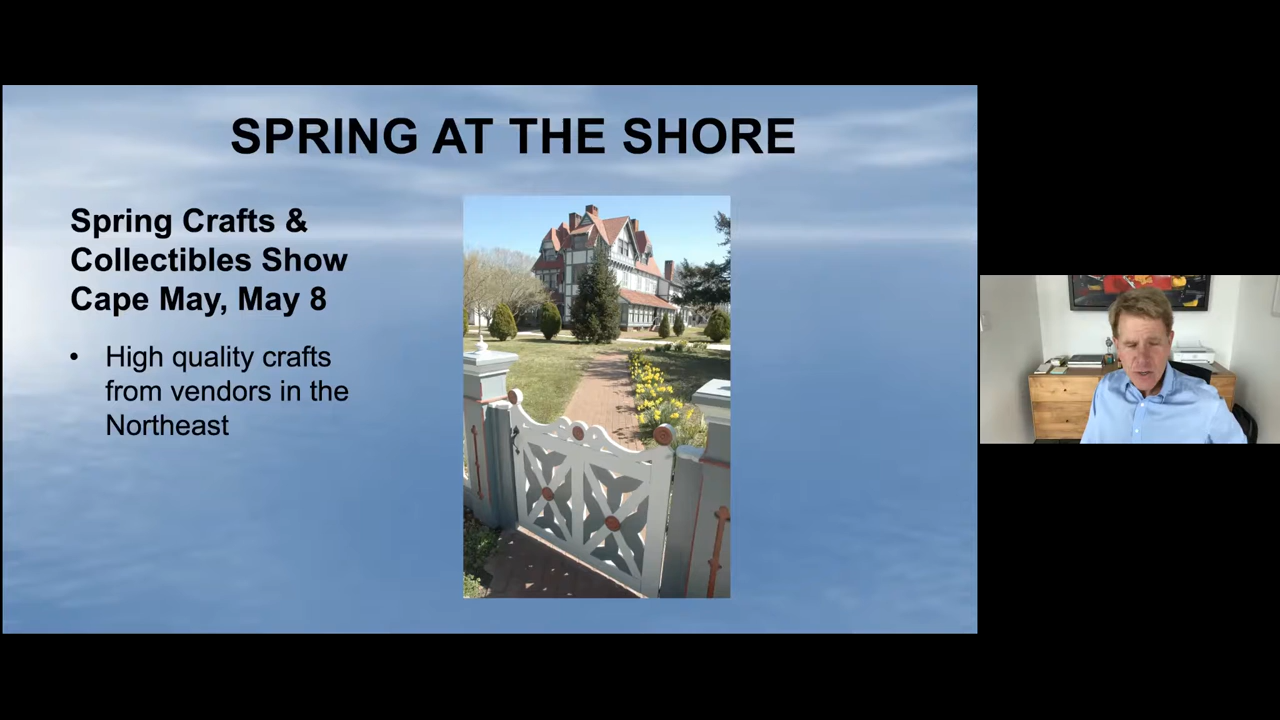 SPRING AT THE SHORE
Spring Crafts &
Collectibles Show
Cape May, May 8
• High quality crafts
from vendors in the
Northeast